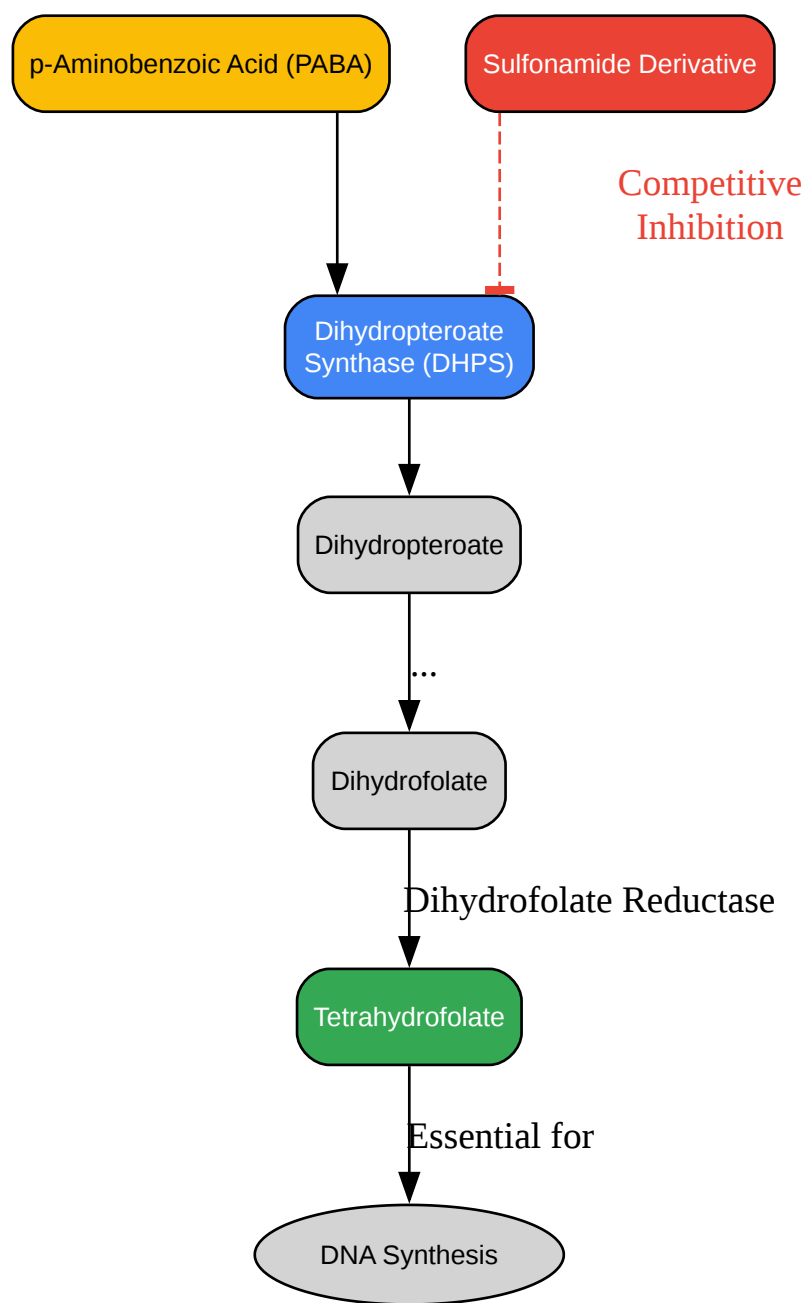 p-Aminobenzoic Acid (PABA)
Sulfonamide Derivative
Competitive
Inhibition
Dihydropteroate
Synthase (DHPS)
Dihydropteroate
...
Dihydrofolate
Dihydrofolate Reductase
Tetrahydrofolate
Essential for
DNA Synthesis